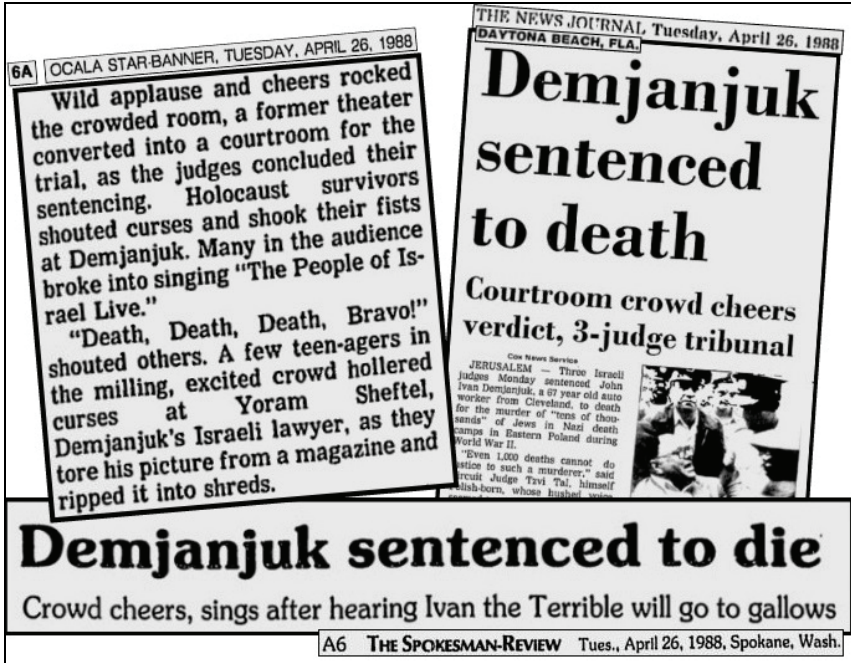 6A OCALA STAR-BANNER, TUESDAY, APRIL 26, 1988
Wild applause and cheers rocked
the crowded room, a former theater
converted into a courtroom for the
trial, as the judges concluded their
sentencing. Holocaust survivors
shouted curses and shook their fists
at Demjanjuk. Many in the audience
broke into singing “The People of Is-
rael Live.”
“Death, Death, Death, Bravo!”
shouted others. A few teen-agers in
the milling, excited crowd hollered
curses at Yoram Sheftel,
Demjanjuk's Israeli lawyer, as they
tore his picture from a magazine and
ripped it into shreds.
THE NEWS JOURNAL Tuesday, April 26, 1988
DAYTONA BEACH, FLA.
Demjanjuk
sentenced
to death
Courtroom crowd cheers
verdict, 3-judge tribunal
Cox News Service
JERUSALEM — Three Israeli
judges Monday sentenced John
Ivan Demjanjuk, a 67 year old auto
worker from Cleveland, to death
for the murder of “tens of thou-
sands” of Jews in Nazi death
camps in Eastern Poland during
World War II.
“Even 1,000 deaths cannot do
justice to such a murderer,” said
Circuit Judge Tzvi Tal, himself
Polish-born, whose hushed voice
Demjanjuk sentenced to die
Crowd cheers, sings after hearing Ivan the Terrible will go to gallows
A6 THE SPOKESMAN-REVIEW Tues., April 26, 1988, Spokane, Wash.